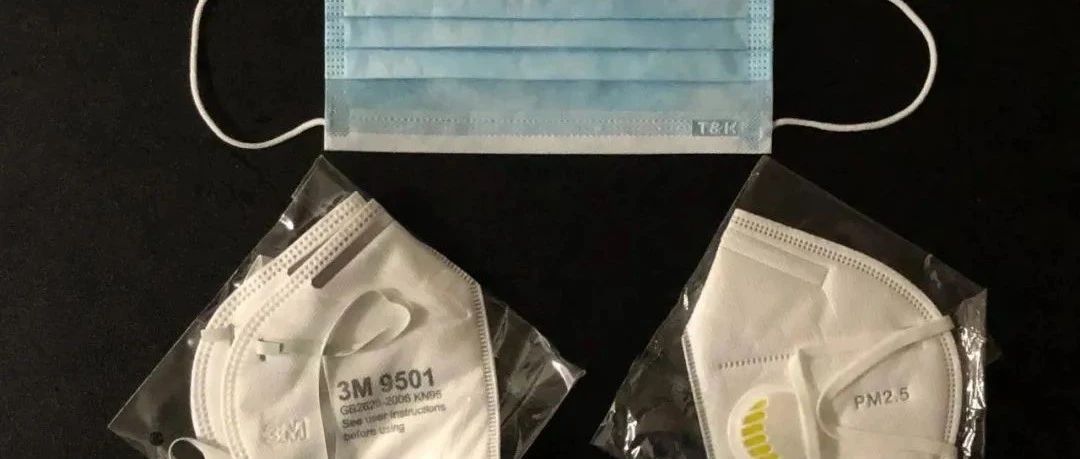 T&K
3M 9501
GB2626-2006 KN95
See user instructions
before using
3M
PM2.5